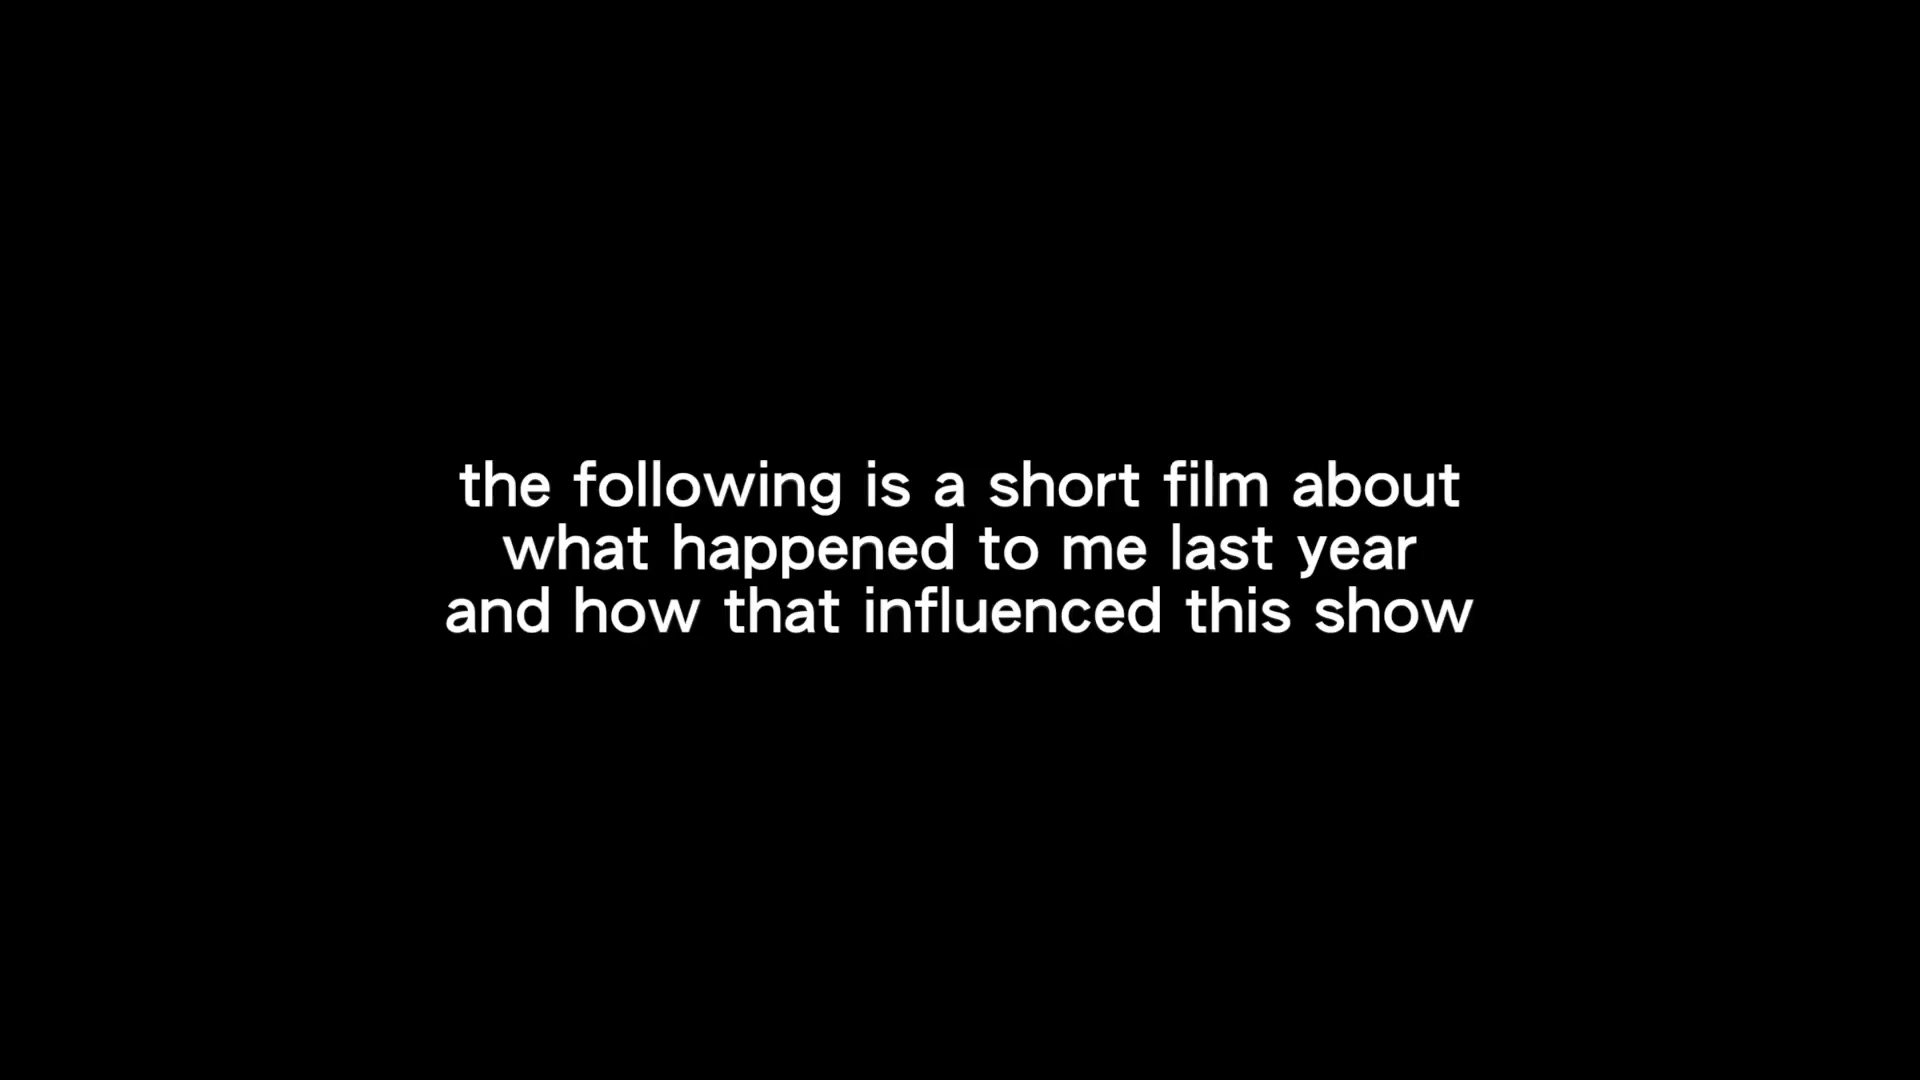 the following is a short film about
what happened to me last year
and how that influenced this show